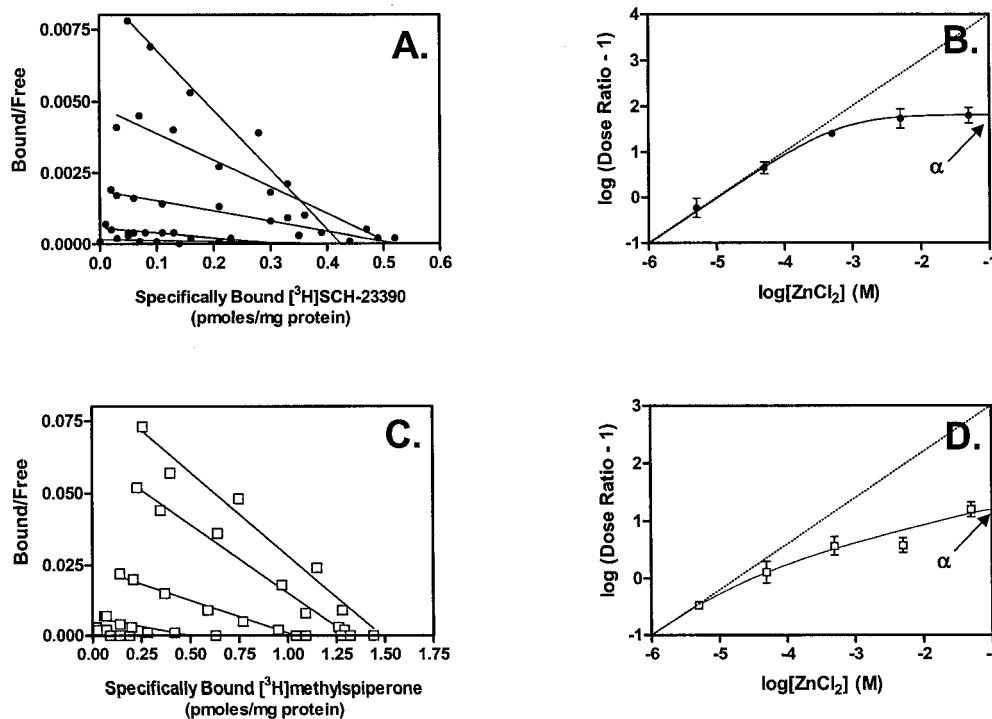 A.
Bound/Free
0.0075
0.0050
0.0025
0.0000
0.0 0.1 0.2 0.3 0.4 0.5 0.6
Specifically Bound [³H]SCH-23390
(pmoles/mg protein)
B.
log (Dose Ratio - 1)
4
3
2
1
0
-1
-6 -5 -4 -3 -2 -1
log[ZnCl₂] (M)
α
C.
Bound/Free
0.075
0.050
0.025
0.000
0.00 0.25 0.50 0.75 1.00 1.25 1.50 1.75
Specifically Bound [³H]methylspiperone
(pmoles/mg protein)
D.
log (Dose Ratio - 1)
3
2
1
0
-1
-6 -5 -4 -3 -2 -1
log[ZnCl₂] (M)
α